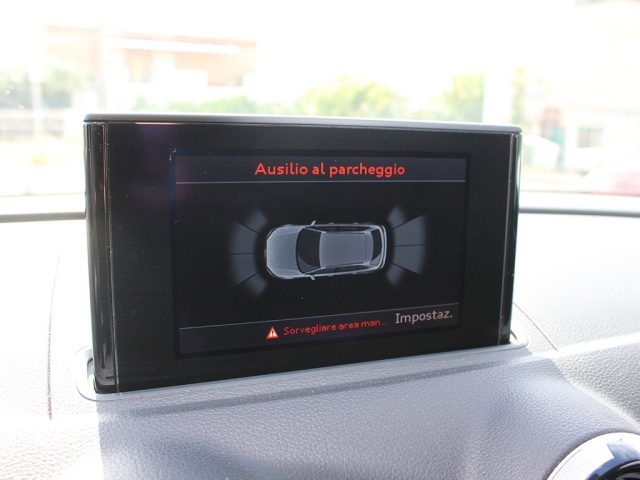 Ausilio al parcheggio
Sorvegliare area man... Impostaz.